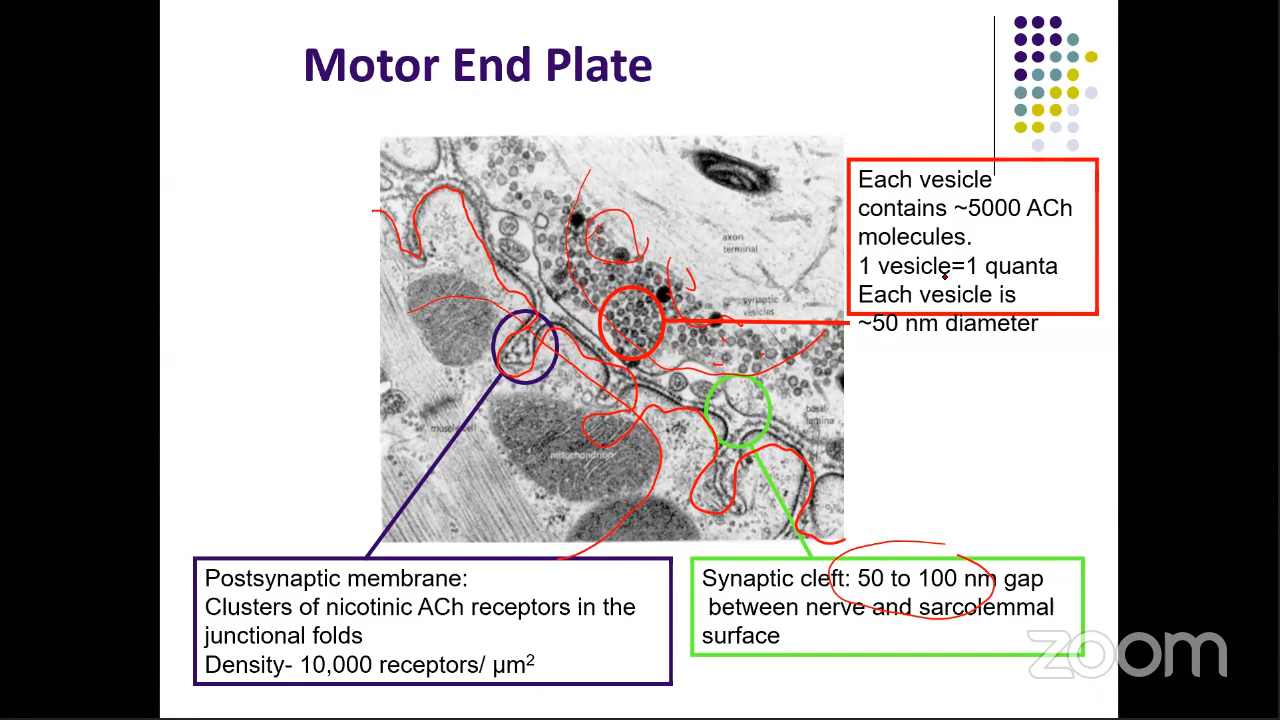 Motor End Plate
Each vesicle
contains ~5000 ACh
molecules.
1 vesicle=1 quanta
Each vesicle is
~50 nm diameter
axon
terminal
synaptic
vesicles
basal
lamina
muscle cell
mitochondrion
Postsynaptic membrane:
Clusters of nicotinic ACh receptors in the
junctional folds
Density- 10,000 receptors/ µm²
Synaptic cleft: 50 to 100 nm gap
between nerve and sarcolemmal
surface
zoom